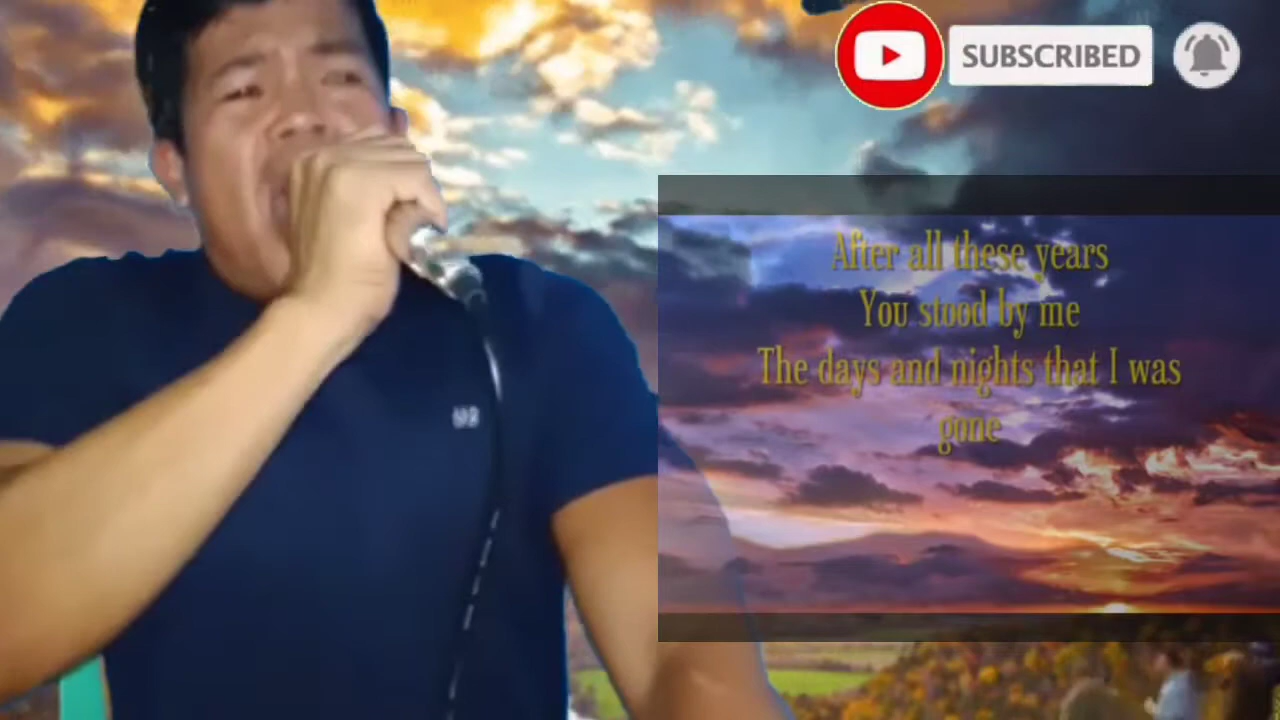 SUBSCRIBED
After all these years
You stood by me
The days and nights that I was
gone